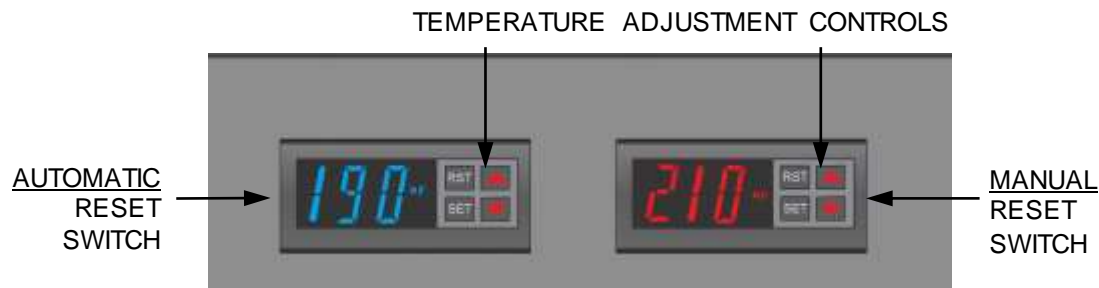 TEMPERATURE ADJUSTMENT CONTROLS
AUTOMATIC
RESET
SWITCH
190 °F
RST
SET
210 °F
RST
SET
MANUAL
RESET
SWITCH